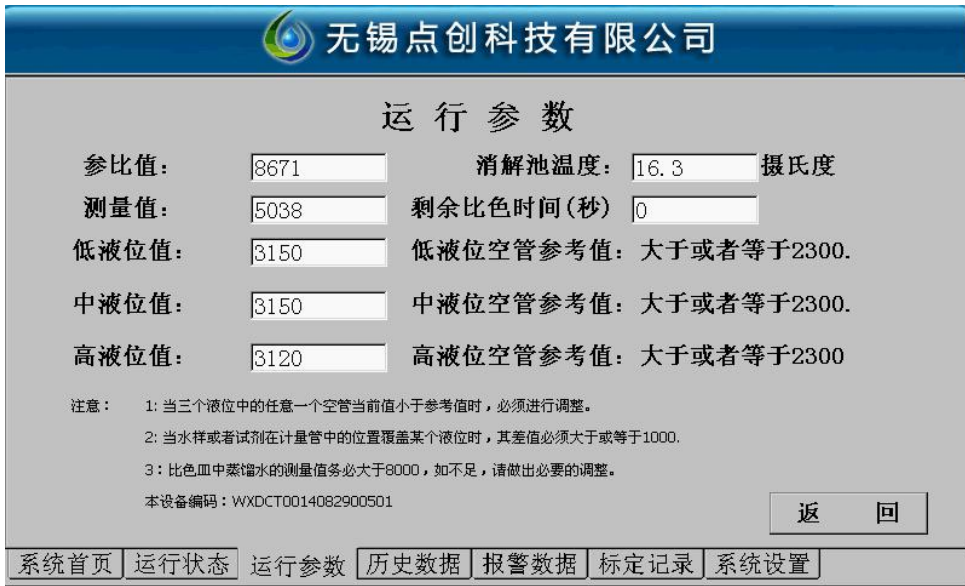 无锡点创科技有限公司
运行参数
参比值： 8671 消解池温度： 16.3 摄氏度
测量值： 5038 剩余比色时间(秒) 0
低液位值： 3150 低液位空管参考值：大于或者等于2300.
中液位值： 3150 中液位空管参考值：大于或者等于2300.
高液位值： 3120 高液位空管参考值：大于或者等于2300
注意： 1: 当三个液位中的任意一个空管当前值小于参考值时，必须进行调整。
2: 当水样或者试剂在计量管中的位置覆盖某个液位时，其差值必须大于或等于1000.
3：比色皿中蒸馏水的测量值务必大于8000，如不足，请做出必要的调整。
本设备编码：WXDCT0014082900501
返 回
系统首页 运行状态 运行参数 历史数据 报警数据 标定记录 系统设置